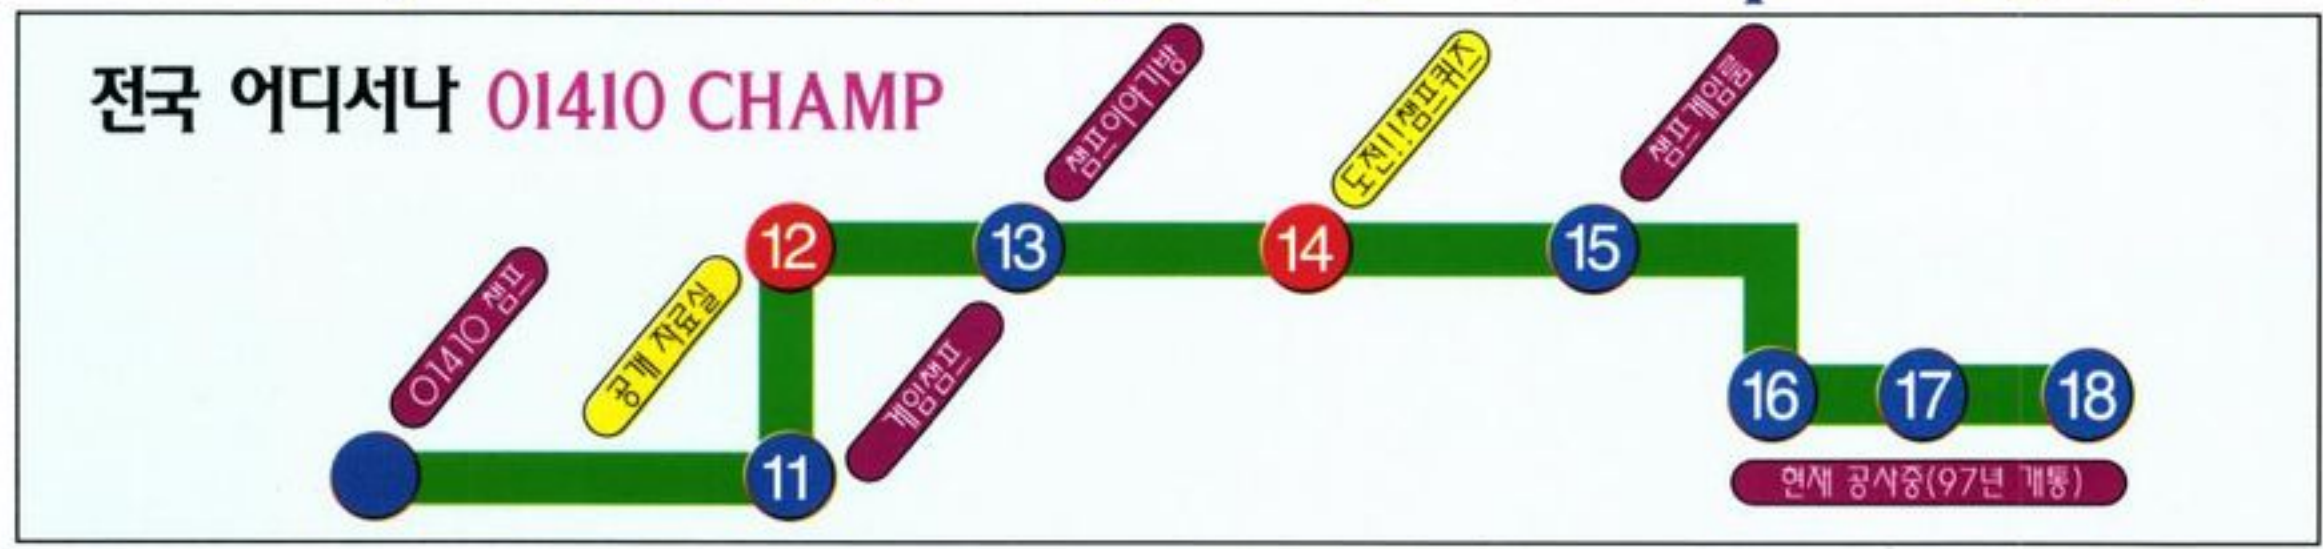 전국 어디서나 01410 CHAMP
01410 챔프
공개 자료실
12
11
게임챔프
13
챔프이야기방
14
도전!!챔프퀴즈
15
챔프게임룸
16
17
18
현재 공사중(97년 개통)